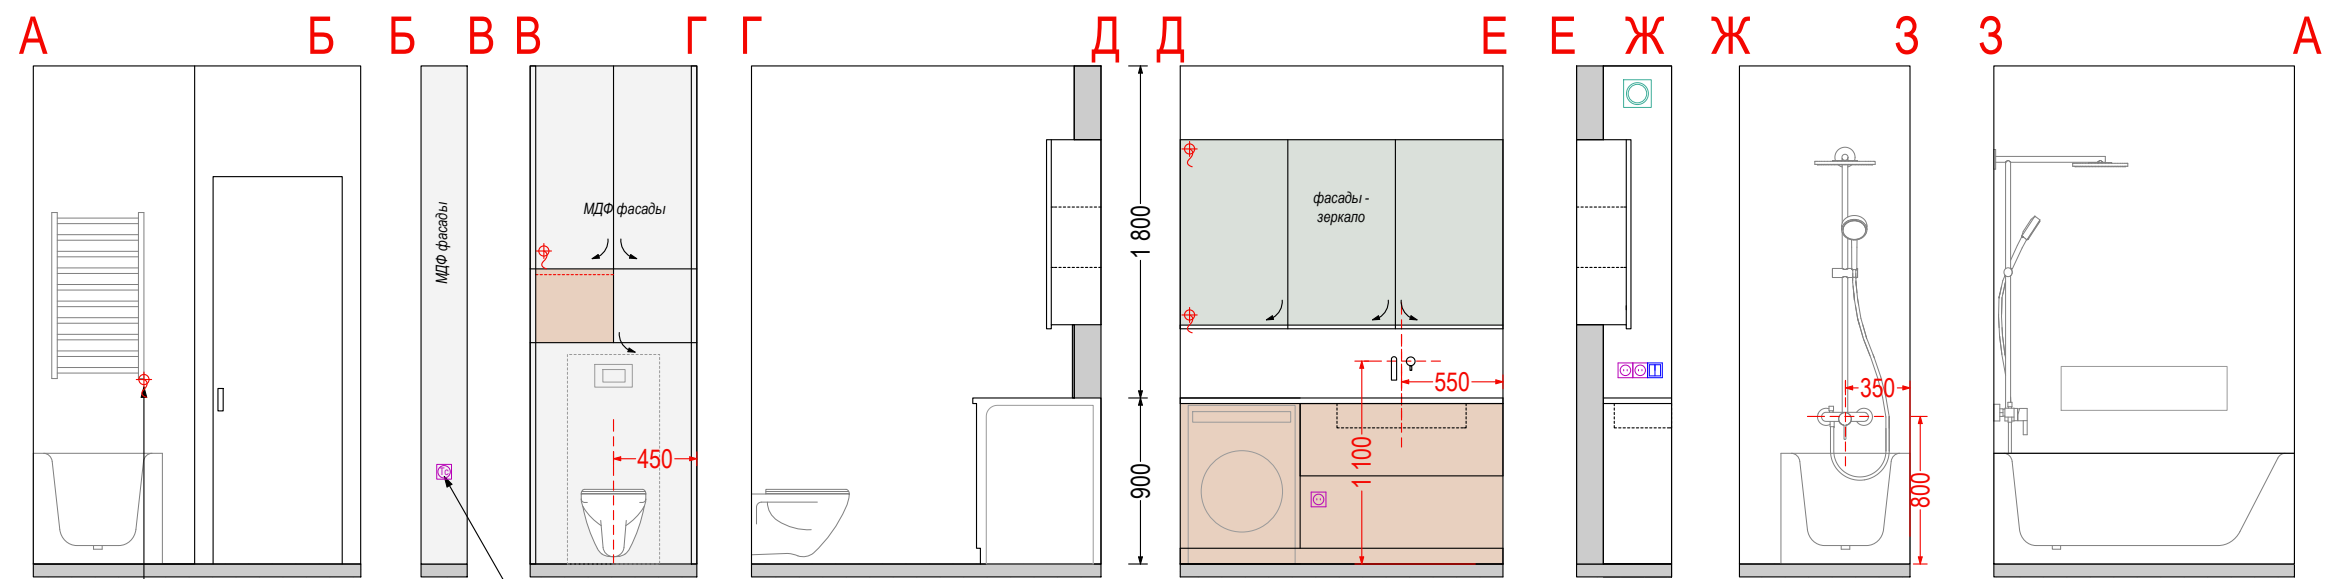 А Б Б В В Г Г Д Д Е Е Ж Ж З З А
МДФ фасады
МДФ фасады
фасады -
зеркало
1 800
900
450
550
1 100
350
800